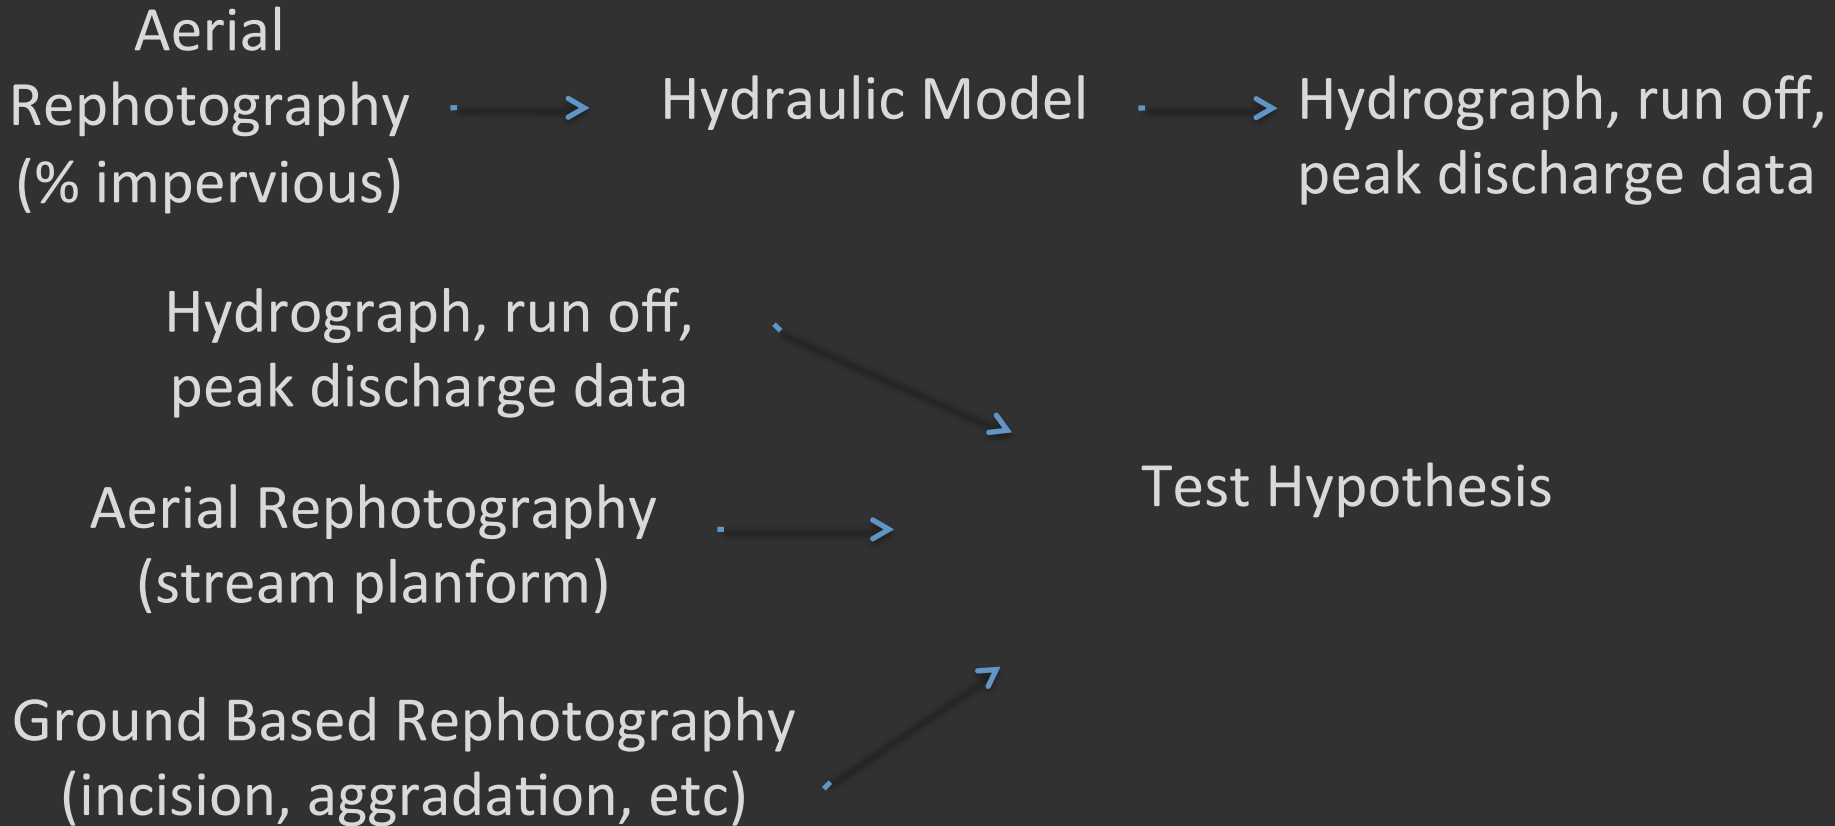 Aerial
Rephotography
(% impervious)
Hydraulic Model
Hydrograph, run off,
peak discharge data
Hydrograph, run off,
peak discharge data
Aerial Rephotography
(stream planform)
Test Hypothesis
Ground Based Rephotography
(incision, aggradation, etc)